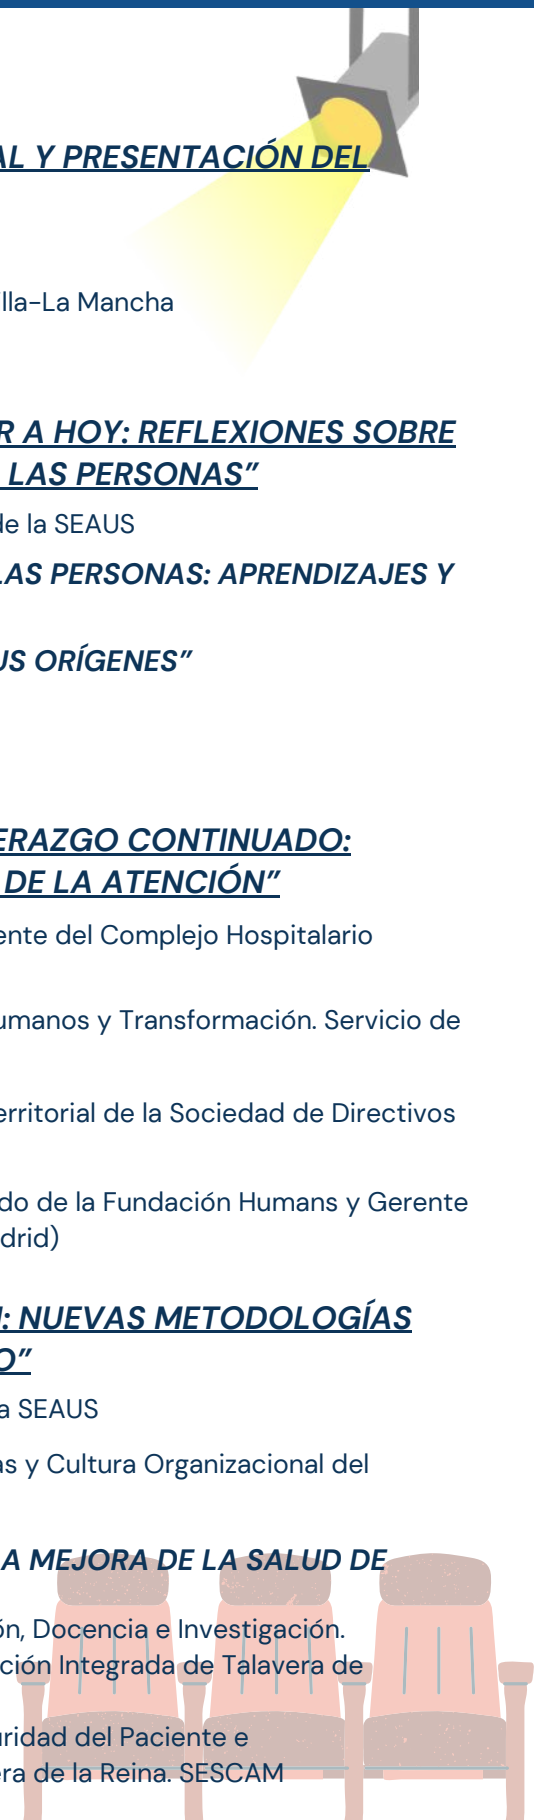 AL Y PRESENTACIÓN DEL
lla-La Mancha
R A HOY: REFLEXIONES SOBRE
LAS PERSONAS”
de la SEAUS
LAS PERSONAS: APRENDIZAJES Y
US ORÍGENES”
ERAZGO CONTINUADO:
DE LA ATENCIÓN”
ente del Complejo Hospitalario
umanos y Transformación. Servicio de
erritorial de la Sociedad de Directivos
do de la Fundación Humans y Gerente
drid)
: NUEVAS METODOLOGÍAS
O”
a SEAUS
as y Cultura Organizacional del
A MEJORA DE LA SALUD DE
ón, Docencia e Investigación.
ción Integrada de Talavera de
uridad del Paciente e
era de la Reina. SESCAM